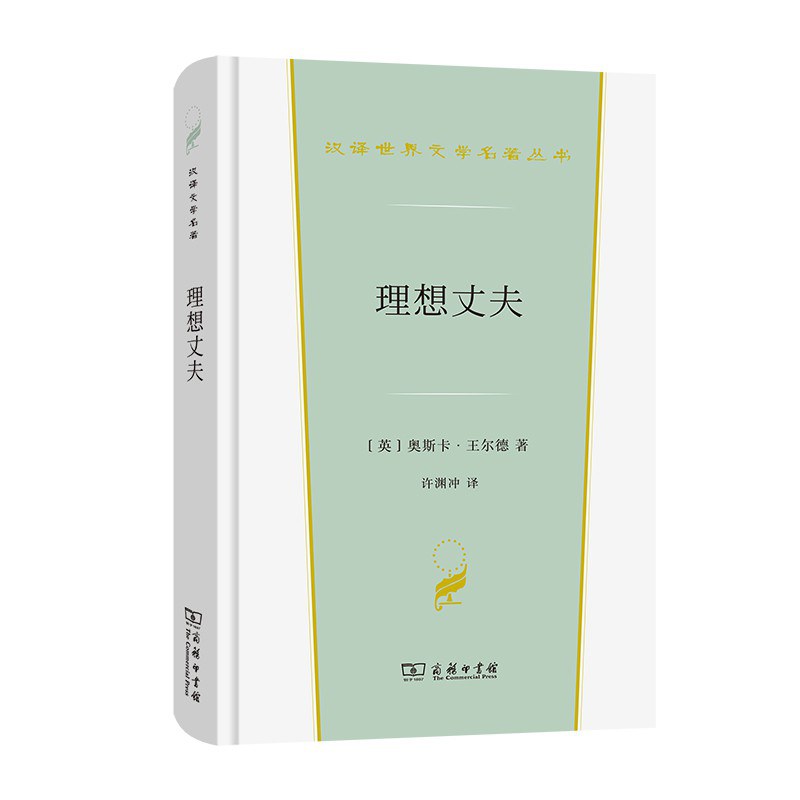 汉译文学名著
理想丈夫
SFP 1897
商务印书馆
The Commercial Press
汉译世界文学名著丛书
理想丈夫
［英］奥斯卡·王尔德 著
许渊冲 译
商务印书馆
The Commercial Press